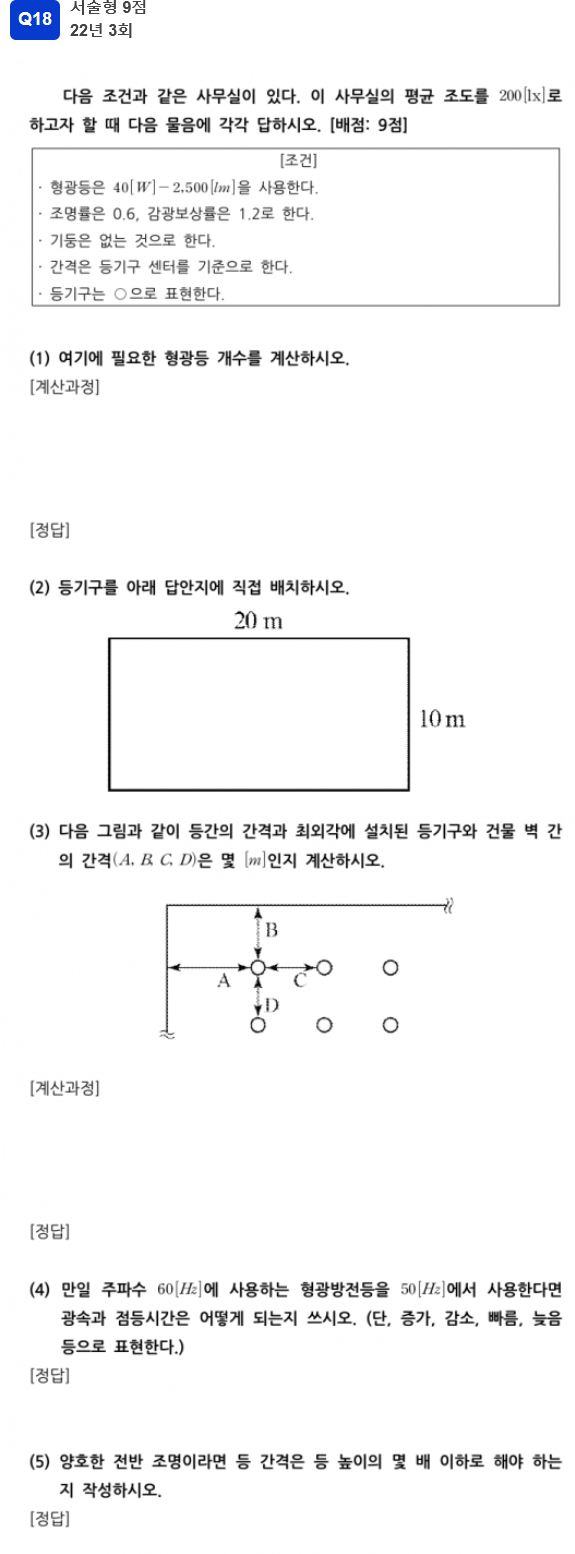 Q18
서술형 9점
22년 3회
다음 조건과 같은 사무실이 있다. 이 사무실의 평균 조도를 200[lx]로
하고자 할 때 다음 물음에 각각 답하시오. [배점: 9점]
[조건]
· 형광등은 40[W]-2,500[lm]을 사용한다.
· 조명률은 0.6, 감광보상률은 1.2로 한다.
· 기둥은 없는 것으로 한다.
· 간격은 등기구 센터를 기준으로 한다.
· 등기구는 ○으로 표현한다.
(1) 여기에 필요한 형광등 개수를 계산하시오.
[계산과정]
[정답]
(2) 등기구를 아래 답안지에 직접 배치하시오.
20 m
10 m
(3) 다음 그림과 같이 등간의 간격과 최외각에 설치된 등기구와 건물 벽 간
의 간격(A, B, C, D)은 몇 [m]인지 계산하시오.
B
A
C
D
[계산과정]
[정답]
(4) 만일 주파수 60[Hz]에 사용하는 형광방전등을 50[Hz]에서 사용한다면
광속과 점등시간은 어떻게 되는지 쓰시오. (단, 증가, 감소, 빠름, 늦음
등으로 표현한다.)
[정답]
(5) 양호한 전반 조명이라면 등 간격은 등 높이의 몇 배 이하로 해야 하는
지 작성하시오.
[정답]